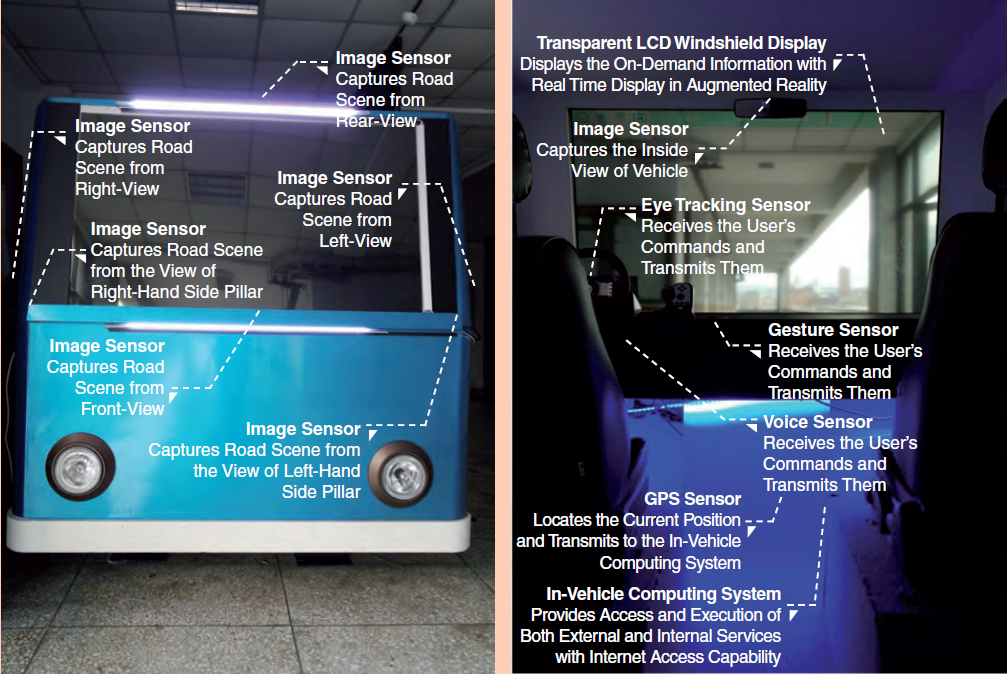 Image Sensor
Captures Road
Scene from
Rear-View
Image Sensor
Captures Road
Scene from
Right-View
Image Sensor
Captures Road
Scene from
Left-View
Image Sensor
Captures Road Scene
from the View of
Right-Hand Side Pillar
Image Sensor
Captures Road
Scene from
Front-View
Image Sensor
Captures Road Scene from
the View of Left-Hand
Side Pillar
Transparent LCD Windshield Display
Displays the On-Demand Information with
Real Time Display in Augmented Reality
Image Sensor
Captures the Inside
View of Vehicle
Eye Tracking Sensor
Receives the User's
Commands and
Transmits Them
Gesture Sensor
Receives the User's
Commands and
Transmits Them
Voice Sensor
Receives the User's
Commands and
Transmits Them
GPS Sensor
Locates the Current Position
and Transmits to the In-Vehicle
Computing System
In-Vehicle Computing System
Provides Access and Execution of
Both External and Internal Services
with Internet Access Capability